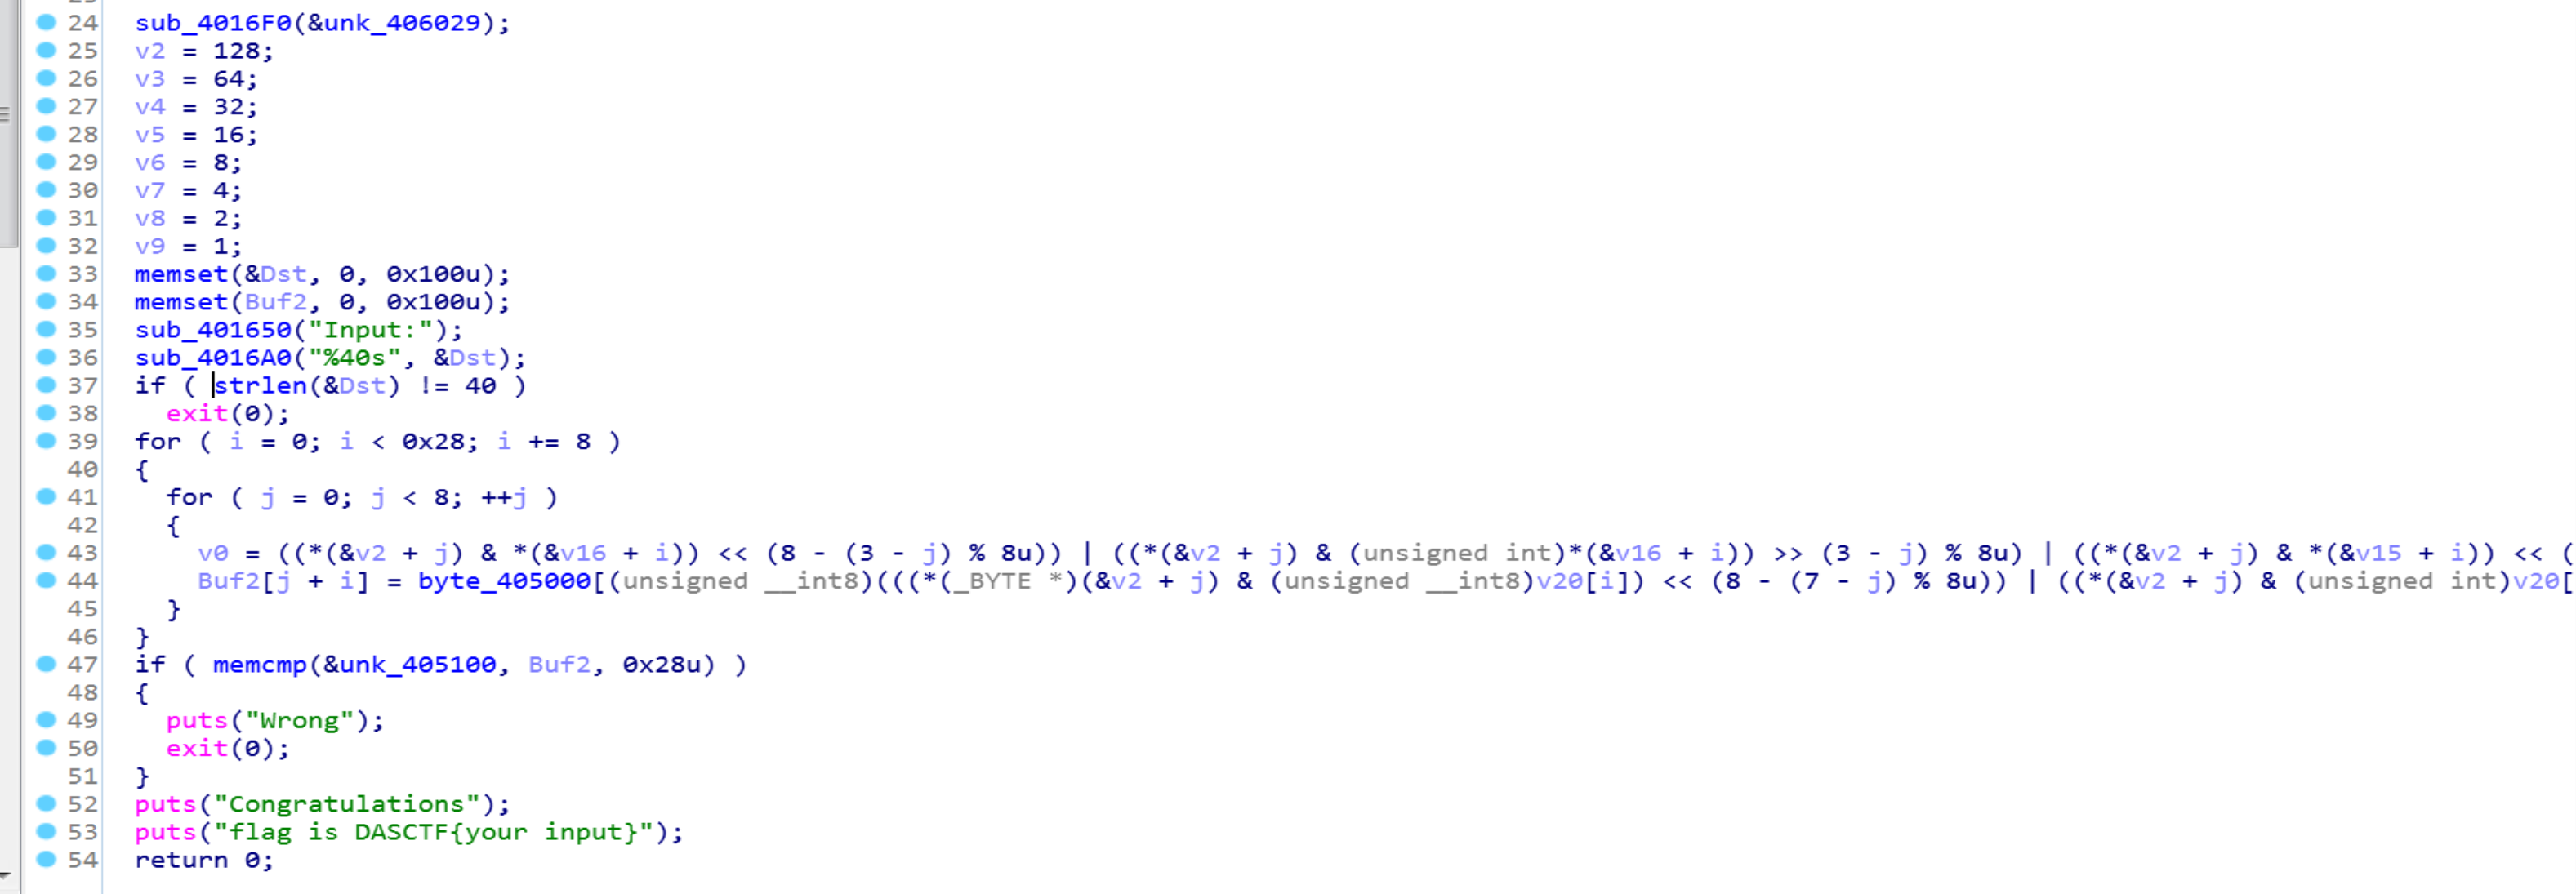 24 sub_4016F0(&unk_406029);
25 v2 = 128;
26 v3 = 64;
27 v4 = 32;
28 v5 = 16;
29 v6 = 8;
30 v7 = 4;
31 v8 = 2;
32 v9 = 1;
33 memset(&Dst, 0, 0x100u);
34 memset(Buf2, 0, 0x100u);
35 sub_401650("Input:");
36 sub_4016A0("%40s", &Dst);
37 if ( strlen(&Dst) != 40 )
38 exit(0);
39 for ( i = 0; i < 0x28; i += 8 )
40 {
41 for ( j = 0; j < 8; ++j )
42 {
43 v0 = ((*(&v2 + j) & *(&v16 + i)) << (8 - (3 - j) % 8u)) | ((*(&v2 + j) & (unsigned int)*(&v16 + i)) >> (3 - j) % 8u) | ((*(&v2 + j) & *(&v15 + i)) << (
44 Buf2[j + i] = byte_405000[(unsigned __int8)(((*(_BYTE *)(&v2 + j) & (unsigned __int8)v20[i]) << (8 - (7 - j) % 8u)) | ((*(&v2 + j) & (unsigned int)v20[
45 }
46 }
47 if ( memcmp(&unk_405100, Buf2, 0x28u) )
48 {
49 puts("Wrong");
50 exit(0);
51 }
52 puts("Congratulations");
53 puts("flag is DASCTF{your input}");
54 return 0;